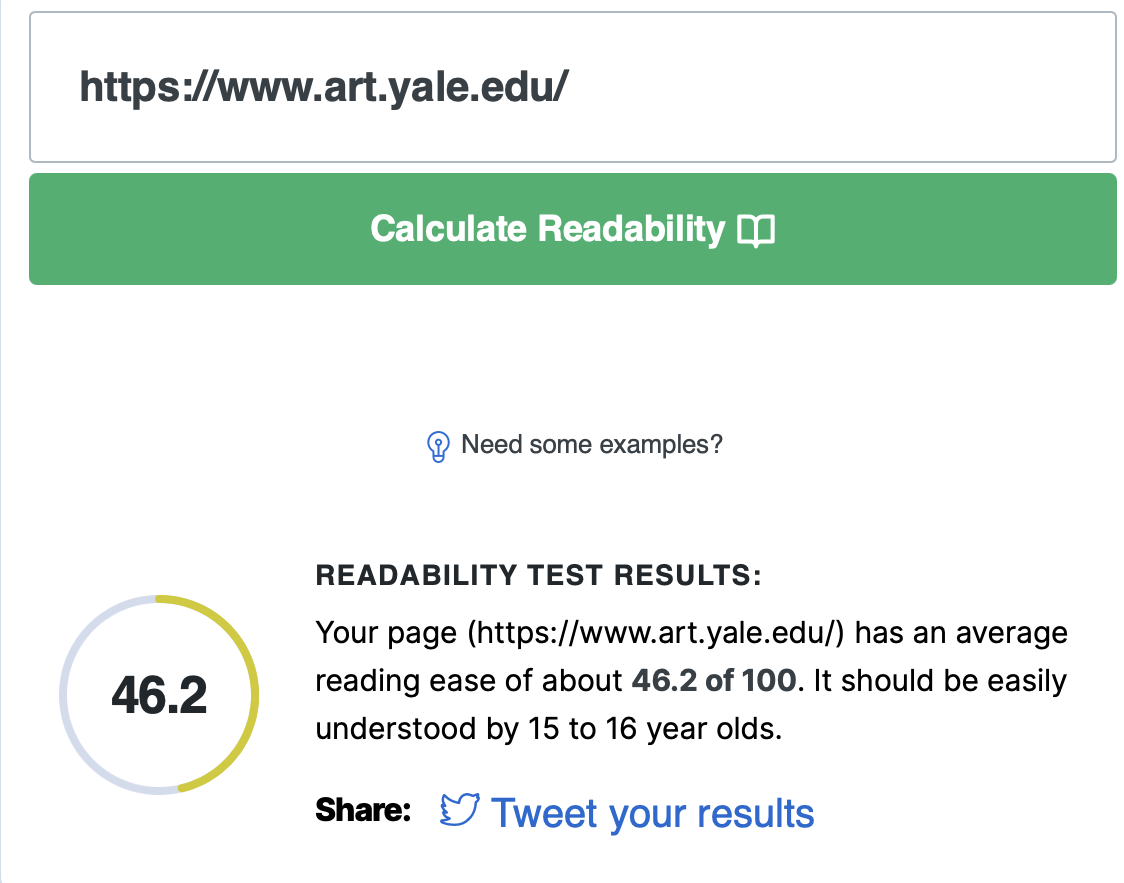 https://www.art.yale.edu/
Calculate Readability
Need some examples?
READABILITY TEST RESULTS:
Your page (https://www.art.yale.edu/) has an average
reading ease of about 46.2 of 100. It should be easily
understood by 15 to 16 year olds.
46.2
Share: Tweet your results